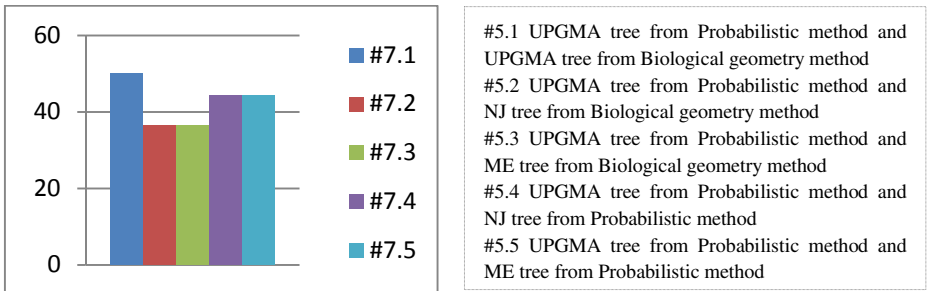 60
40
20
0
#7.1
#7.2
#7.3
#7.4
#7.5
#5.1 UPGMA tree from Probabilistic method and
UPGMA tree from Biological geometry method
#5.2 UPGMA tree from Probabilistic method and
NJ tree from Biological geometry method
#5.3 UPGMA tree from Probabilistic method and
ME tree from Biological geometry method
#5.4 UPGMA tree from Probabilistic method and
NJ tree from Probabilistic method
#5.5 UPGMA tree from Probabilistic method and
ME tree from Probabilistic method